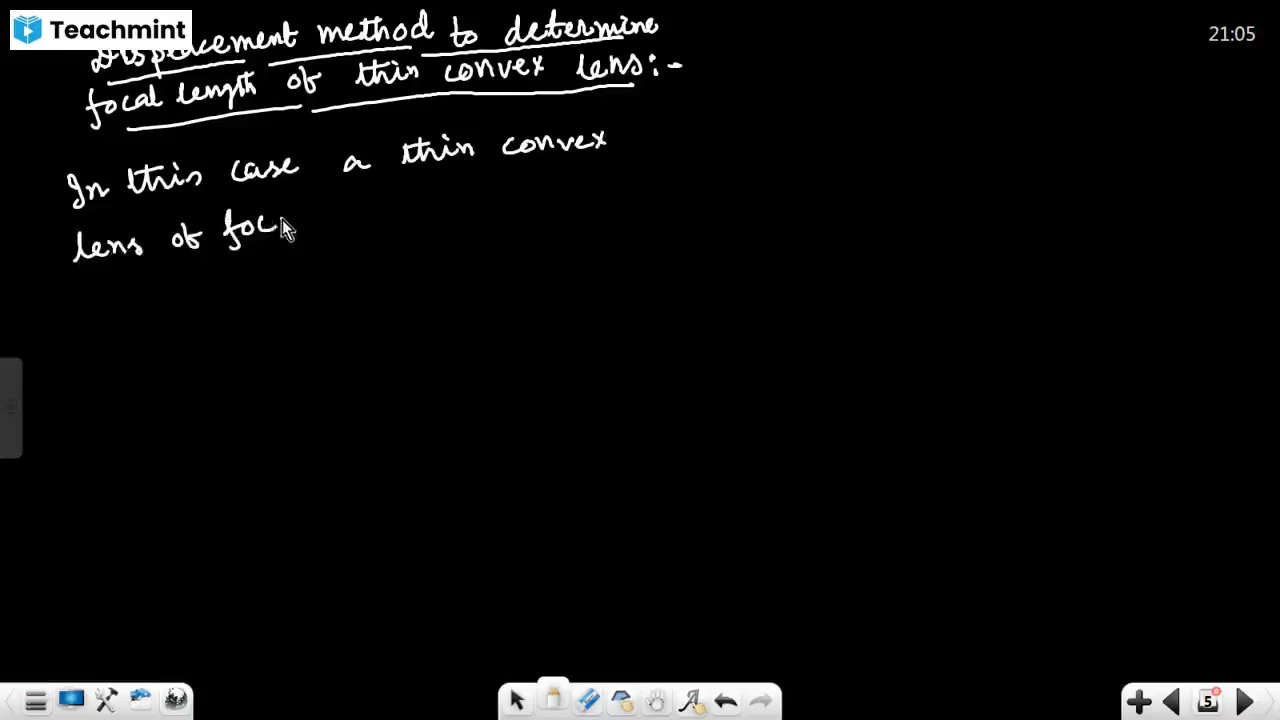 Teachmint
21:05
Displacement method to determine
focal length of thin convex lens:-
In this case a thin convex
lens of foc
5